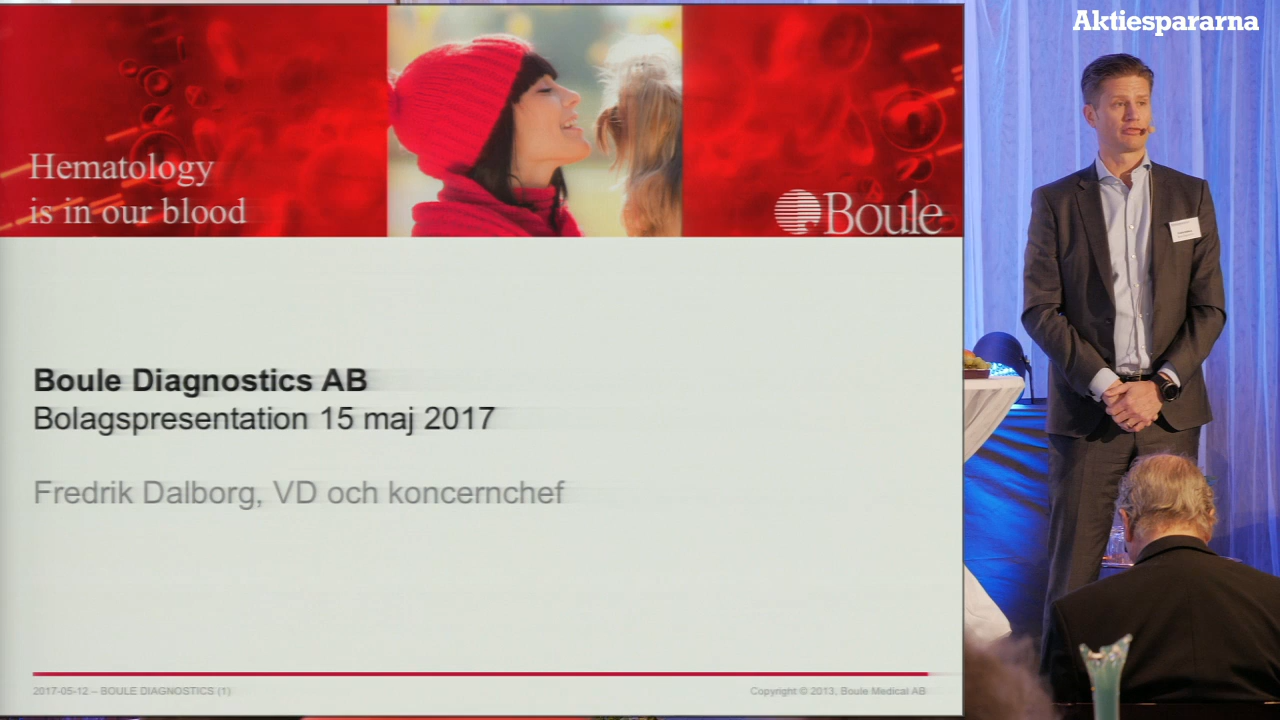 Aktiespararna
Hematology
is in our blood
Boule
Boule Diagnostics AB
Bolagspresentation 15 maj 2017
Fredrik Dalborg, VD och koncernchef
2017-05-12 – BOULE DIAGNOSTICS (1)
Copyright © 2013, Boule Medical AB